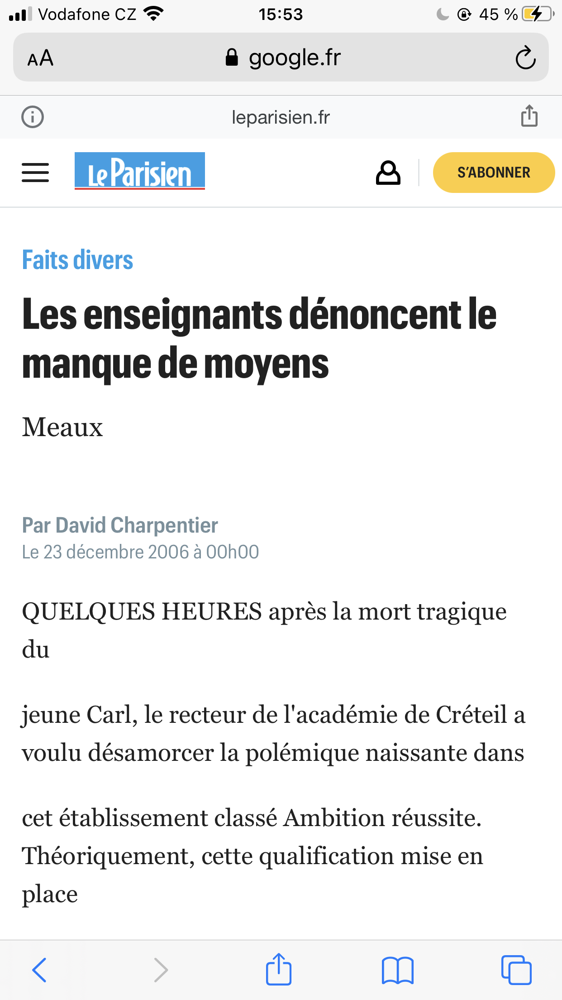 Vodafone CZ 15:53 45 %
AA google.fr
leparisien.fr
Le Parisien S’ABONNER
Faits divers
Les enseignants dénoncent le
manque de moyens
Meaux
Par David Charpentier
Le 23 décembre 2006 à 00h00
QUELQUES HEURES après la mort tragique
du
jeune Carl, le recteur de l'académie de Créteil a
voulu désamorcer la polémique naissante dans
cet établissement classé Ambition réussite.
Théoriquement, cette qualification mise en
place